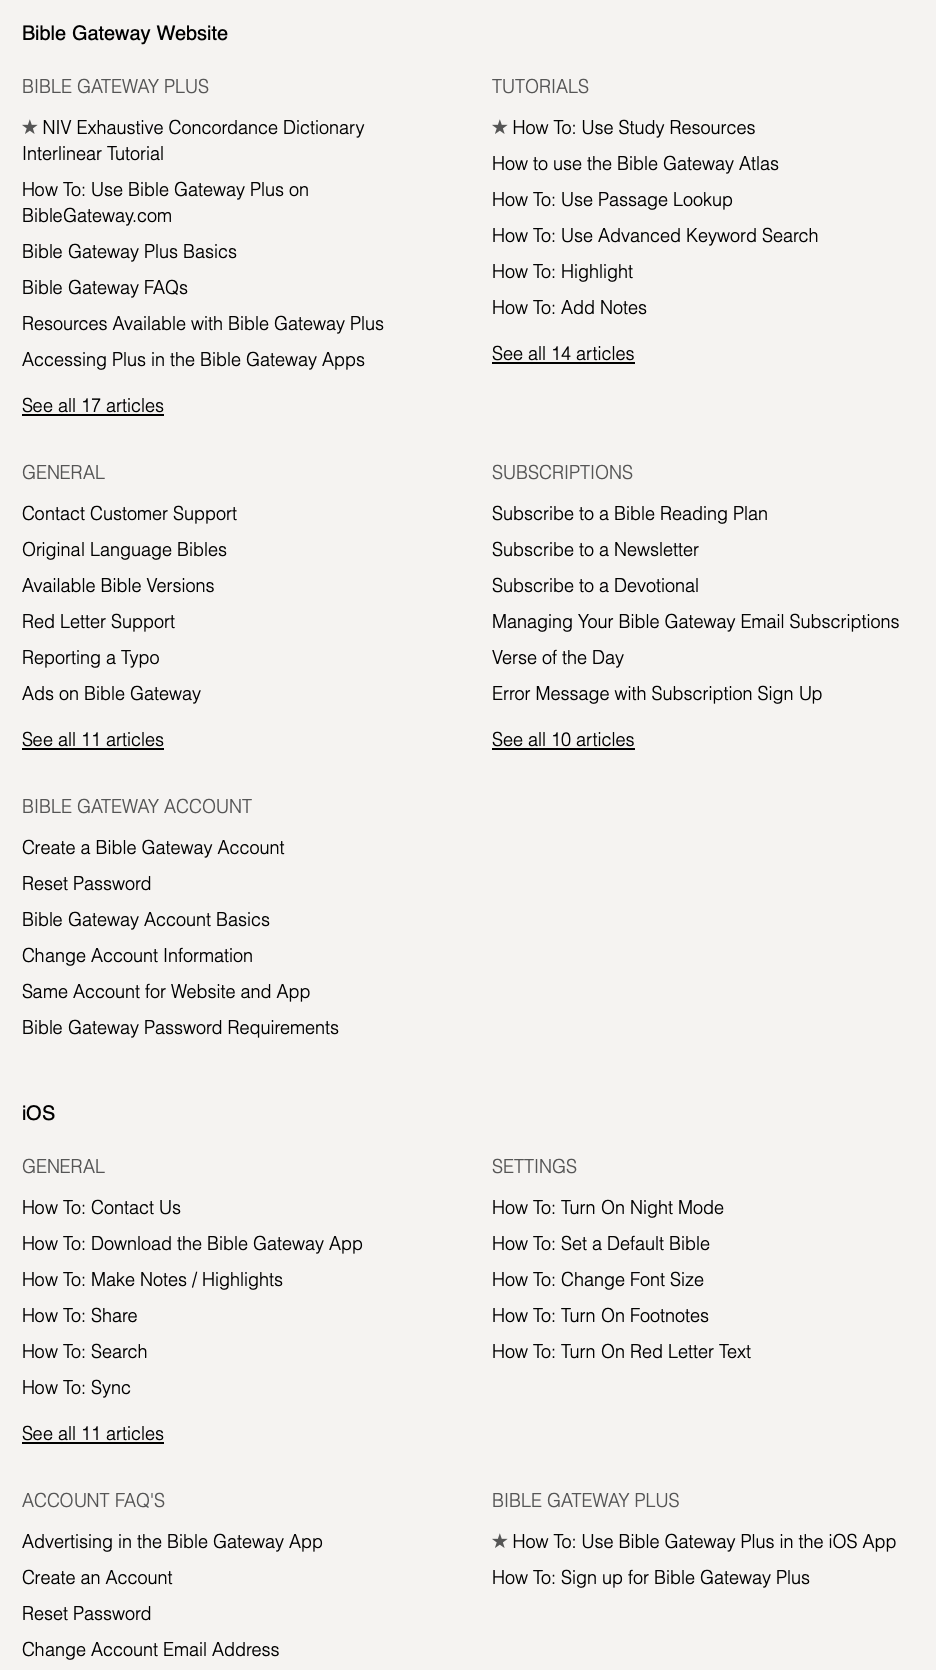 Bible Gateway Website
BIBLE GATEWAY PLUS
★ NIV Exhaustive Concordance Dictionary
Interlinear Tutorial
How To: Use Bible Gateway Plus on
BibleGateway.com
Bible Gateway Plus Basics
Bible Gateway FAQs
Resources Available with Bible Gateway Plus
Accessing Plus in the Bible Gateway Apps
See all 17 articles
TUTORIALS
★ How To: Use Study Resources
How to use the Bible Gateway Atlas
How To: Use Passage Lookup
How To: Use Advanced Keyword Search
How To: Highlight
How To: Add Notes
See all 14 articles
GENERAL
Contact Customer Support
Original Language Bibles
Available Bible Versions
Red Letter Support
Reporting a Typo
Ads on Bible Gateway
See all 11 articles
SUBSCRIPTIONS
Subscribe to a Bible Reading Plan
Subscribe to a Newsletter
Subscribe to a Devotional
Managing Your Bible Gateway Email Subscriptions
Verse of the Day
Error Message with Subscription Sign Up
See all 10 articles
BIBLE GATEWAY ACCOUNT
Create a Bible Gateway Account
Reset Password
Bible Gateway Account Basics
Change Account Information
Same Account for Website and App
Bible Gateway Password Requirements
iOS
GENERAL
How To: Contact Us
How To: Download the Bible Gateway App
How To: Make Notes / Highlights
How To: Share
How To: Search
How To: Sync
See all 11 articles
SETTINGS
How To: Turn On Night Mode
How To: Set a Default Bible
How To: Change Font Size
How To: Turn On Footnotes
How To: Turn On Red Letter Text
ACCOUNT FAQ'S
Advertising in the Bible Gateway App
Create an Account
Reset Password
Change Account Email Address
BIBLE GATEWAY PLUS
★ How To: Use Bible Gateway Plus in the iOS App
How To: Sign up for Bible Gateway Plus